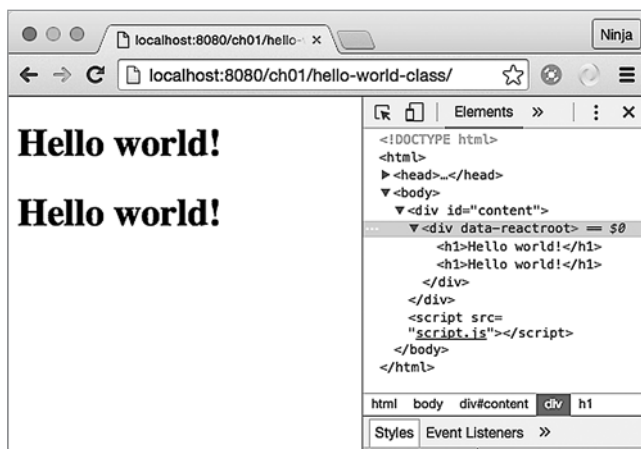 localhost:8080/ch01/hello- ×
Ninja
localhost:8080/ch01/hello-world-class/
Hello world!
Hello world!
Elements »
<!DOCTYPE html>
<html>
▶<head>…</head>
▼<body>
▼<div id="content">
… ▼<div data-reactroot> == $0
<h1>Hello world!</h1>
<h1>Hello world!</h1>
</div>
</div>
<script src=
"script.js"></script>
</body>
</html>
html body div#content div h1
Styles Event Listeners »